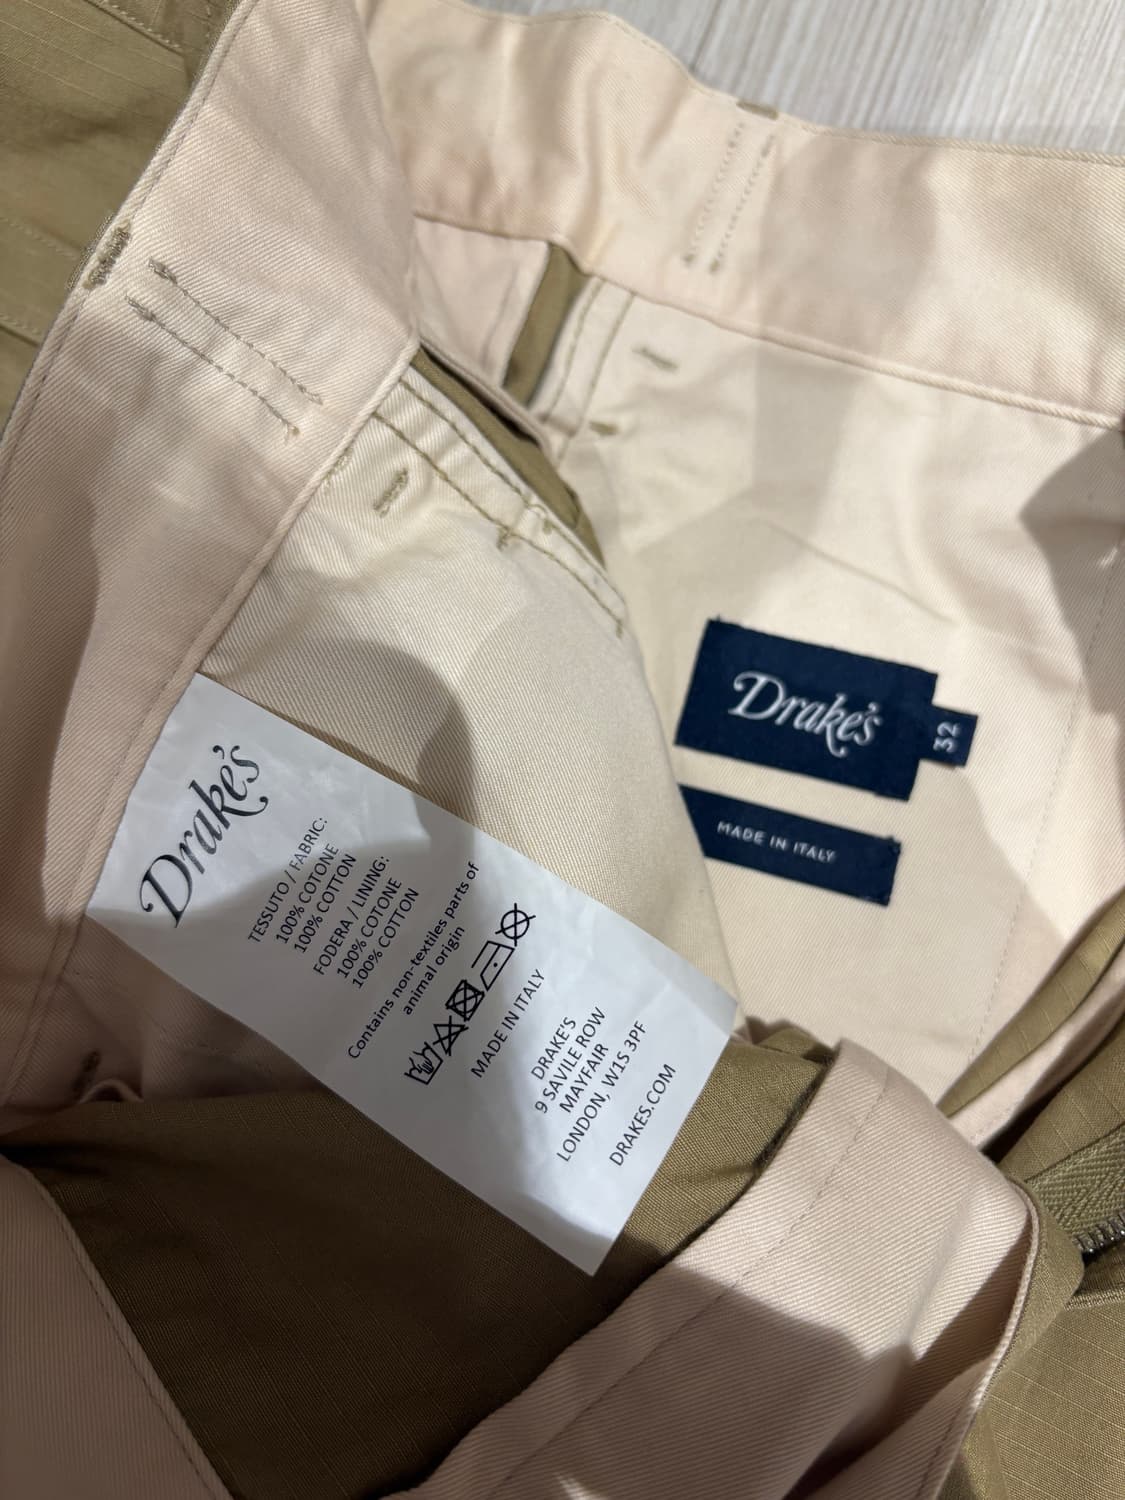 Drake's
32
MADE IN ITALY
Drake's
TESSUTO / FABRIC:
100% COTONE
100% COTTON
FODERA / LINING:
100% COTONE
100% COTTON
Contains non-textiles parts of
animal origin
MADE IN ITALY
DRAKE'S
9 SAVILE ROW
MAYFAIR
LONDON, W1S 3PF
DRAKES.COM